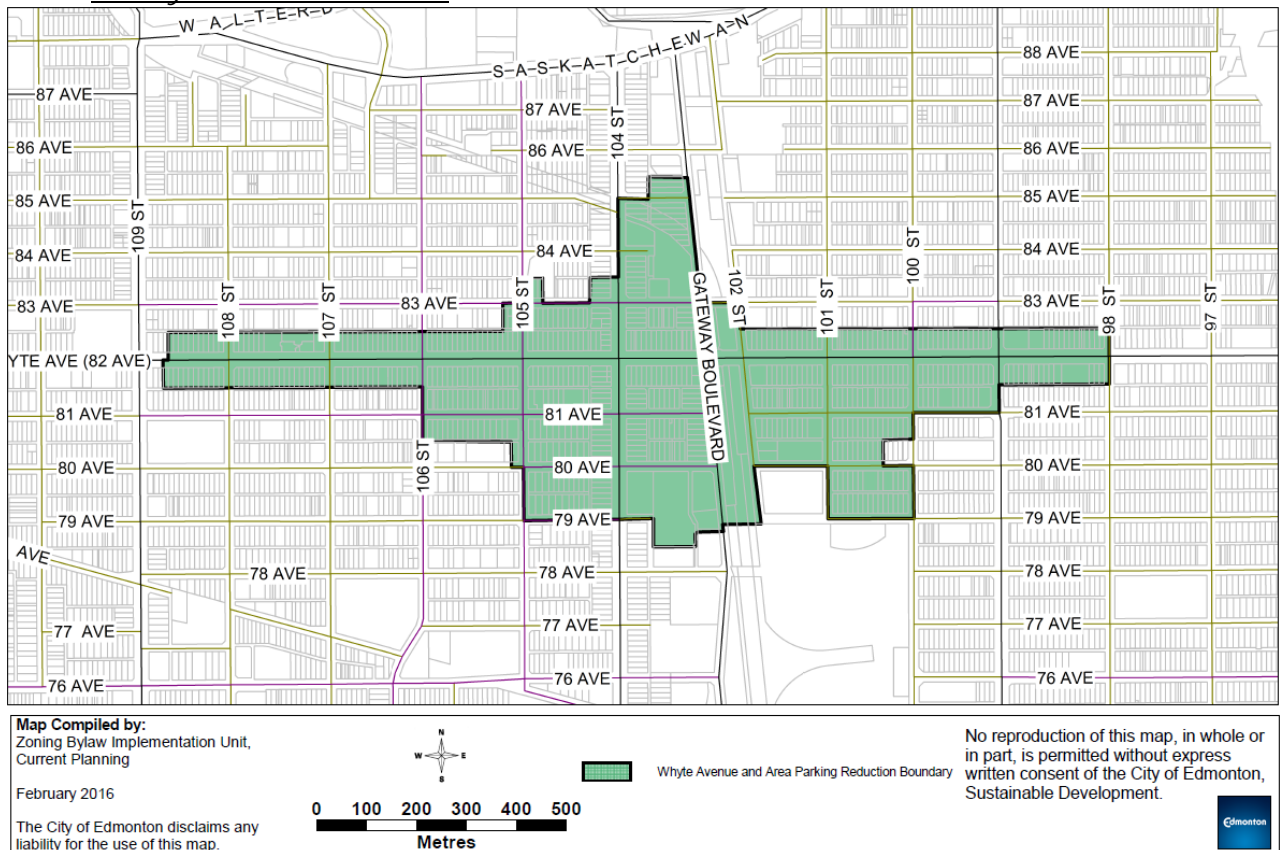 W A L T E R D
S A S K A T C H E W A N
88 AVE
87 AVE
87 AVE
87 AVE
86 AVE
86 AVE
86 AVE
104 ST
85 AVE
85 AVE
109 ST
84 AVE
84 AVE
84 AVE
100 ST
83 AVE
108 ST
107 ST
83 AVE
105 ST
GATEWAY BOULEVARD
102 ST
101 ST
83 AVE
98 ST
97 ST
YTE AVE (82 AVE)
81 AVE
81 AVE
81 AVE
80 AVE
106 ST
80 AVE
80 AVE
79 AVE
79 AVE
79 AVE
AVE
78 AVE
78 AVE
78 AVE
77 AVE
77 AVE
77 AVE
76 AVE
76 AVE
76 AVE
Map Compiled by:
Zoning Bylaw Implementation Unit,
Current Planning
February 2016
The City of Edmonton disclaims any
liability for the use of this map.
N
W E
S
0 100 200 300 400 500
Metres
Whyte Avenue and Area Parking Reduction Boundary
No reproduction of this map, in whole or
in part, is permitted without express
written consent of the City of Edmonton,
Sustainable Development.
Edmonton